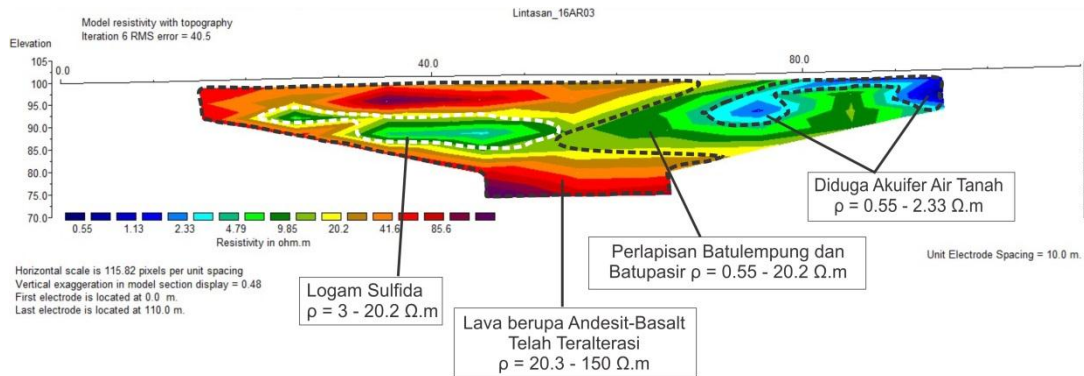 Lintasan_16AR03
Model resistivity with topography
Iteration 6 RMS error = 40.5
Elevation
105
100
95.0
90.0
85.0
80.0
75.0
70.0
0.0
40.0
80.0
0.55 1.13 2.33 4.79 9.85 20.2 41.6 85.6
Resistivity in ohm.m
Horizontal scale is 115.82 pixels per unit spacing
Vertical exaggeration in model section display = 0.48
First electrode is located at 0.0 m.
Last electrode is located at 110.0 m.
Logam Sulfida
ρ = 3 - 20.2 Ω.m
Lava berupa Andesit-Basalt
Telah Teralterasi
ρ = 20.3 - 150 Ω.m
Perlapisan Batulempung dan
Batupasir ρ = 0.55 - 20.2 Ω.m
Diduga Akuifer Air Tanah
ρ = 0.55 - 2.33 Ω.m
Unit Electrode Spacing = 10.0 m.